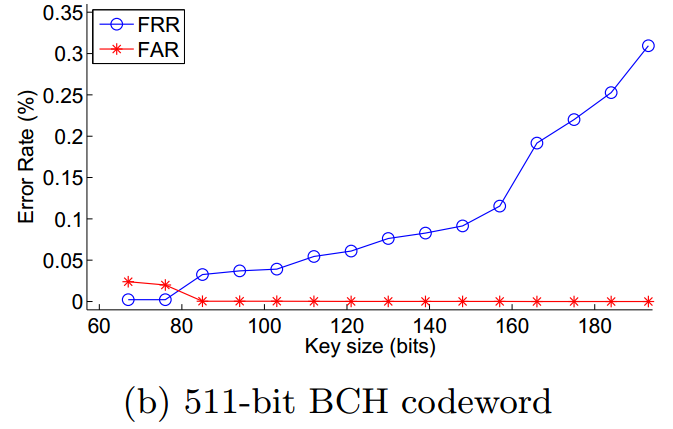 FRR
FAR
0.35
0.3
0.25
0.2
0.15
0.1
0.05
0
Error Rate (%)
60 80 100 120 140 160 180
Key size (bits)
(b) 511-bit BCH codeword